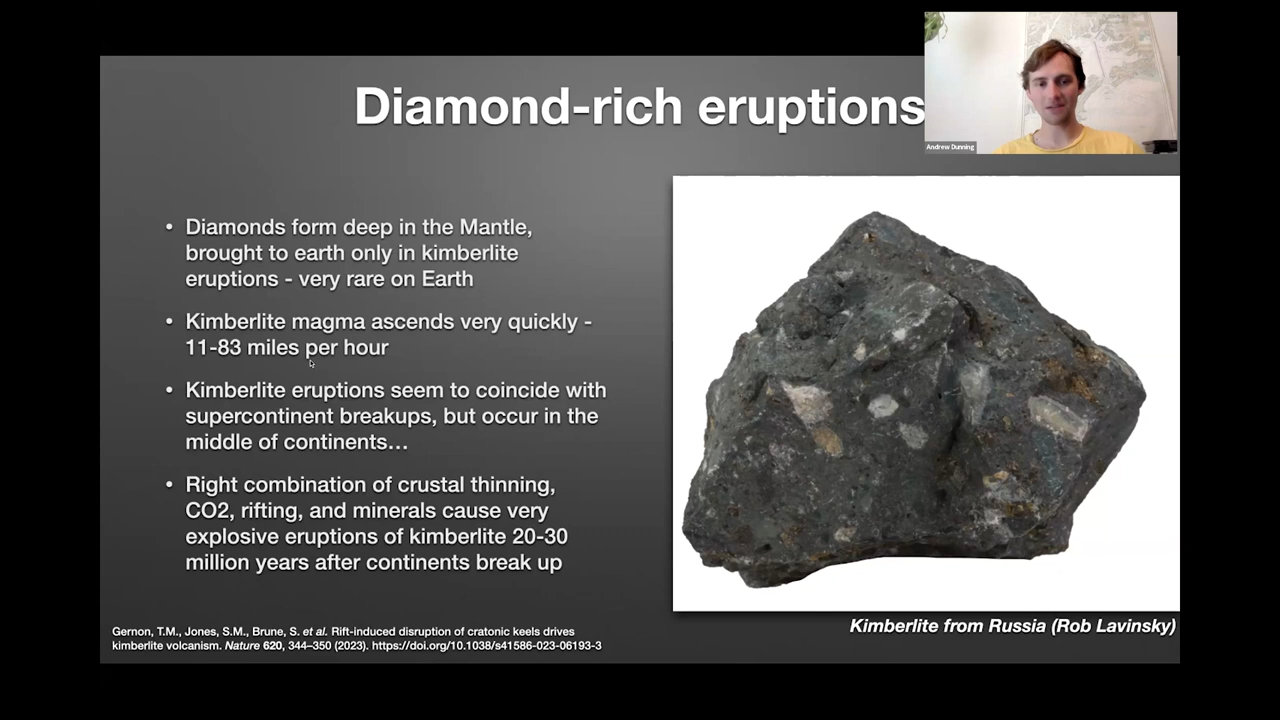 Diamond-rich eruptions
Andrew Dunning
• Diamonds form deep in the Mantle,
brought to earth only in kimberlite
eruptions - very rare on Earth
• Kimberlite magma ascends very quickly -
11-83 miles per hour
• Kimberlite eruptions seem to coincide with
supercontinent breakups, but occur in the
middle of continents…
• Right combination of crustal thinning,
CO2, rifting, and minerals cause very
explosive eruptions of kimberlite 20-30
million years after continents break up
Kimberlite from Russia (Rob Lavinsky)
Gernon, T.M., Jones, S.M., Brune, S. et al. Rift-induced disruption of cratonic keels drives
kimberlite volcanism. Nature 620, 344–350 (2023). https://doi.org/10.1038/s41586-023-06193-3